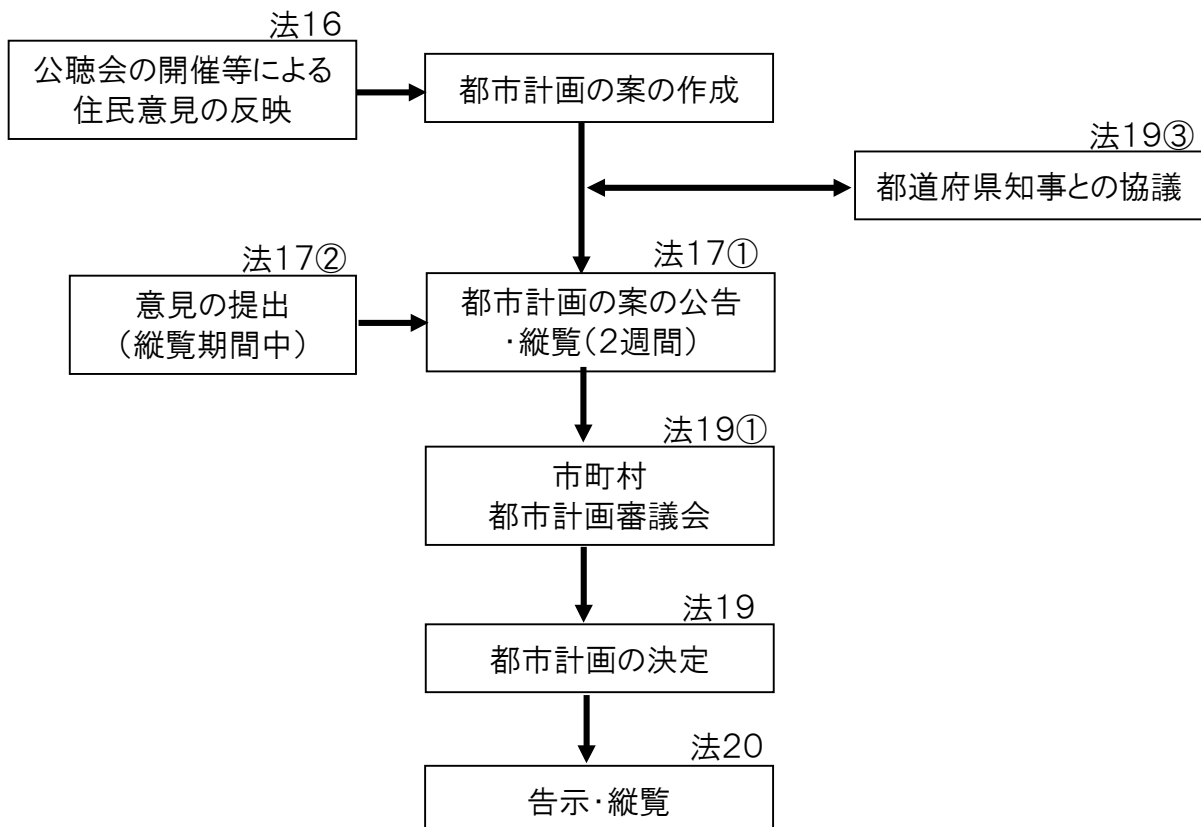 法16
公聴会の開催等による
住民意見の反映
都市計画の案の作成
法19③
都道府県知事との協議
法17②
意見の提出
（縦覧期間中）
法17①
都市計画の案の公告
・縦覧（2週間）
法19①
市町村
都市計画審議会
法19
都市計画の決定
法20
告示・縦覧